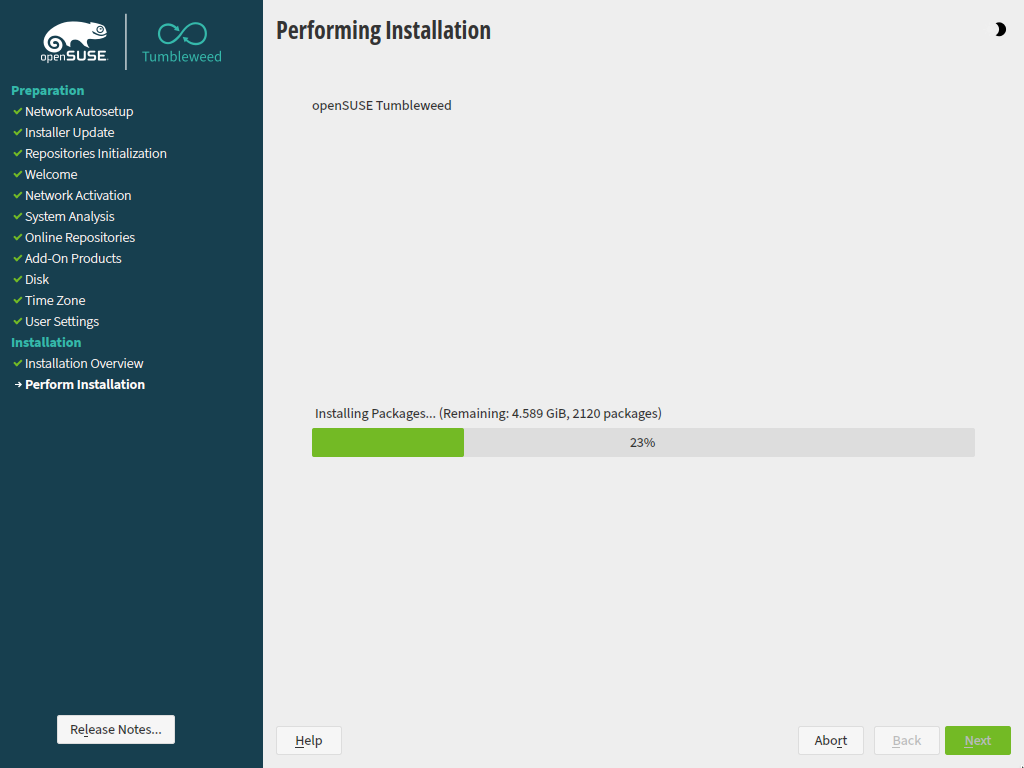 openSUSE
Tumbleweed
Preparation
Network Autosetup
Installer Update
Repositories Initialization
Welcome
Network Activation
System Analysis
Online Repositories
Add-On Products
Disk
Time Zone
User Settings
Installation
Installation Overview
Perform Installation
Release Notes...
Performing Installation
openSUSE Tumbleweed
Installing Packages... (Remaining: 4.589 GiB, 2120 packages)
23%
Help
Abort
Back
Next